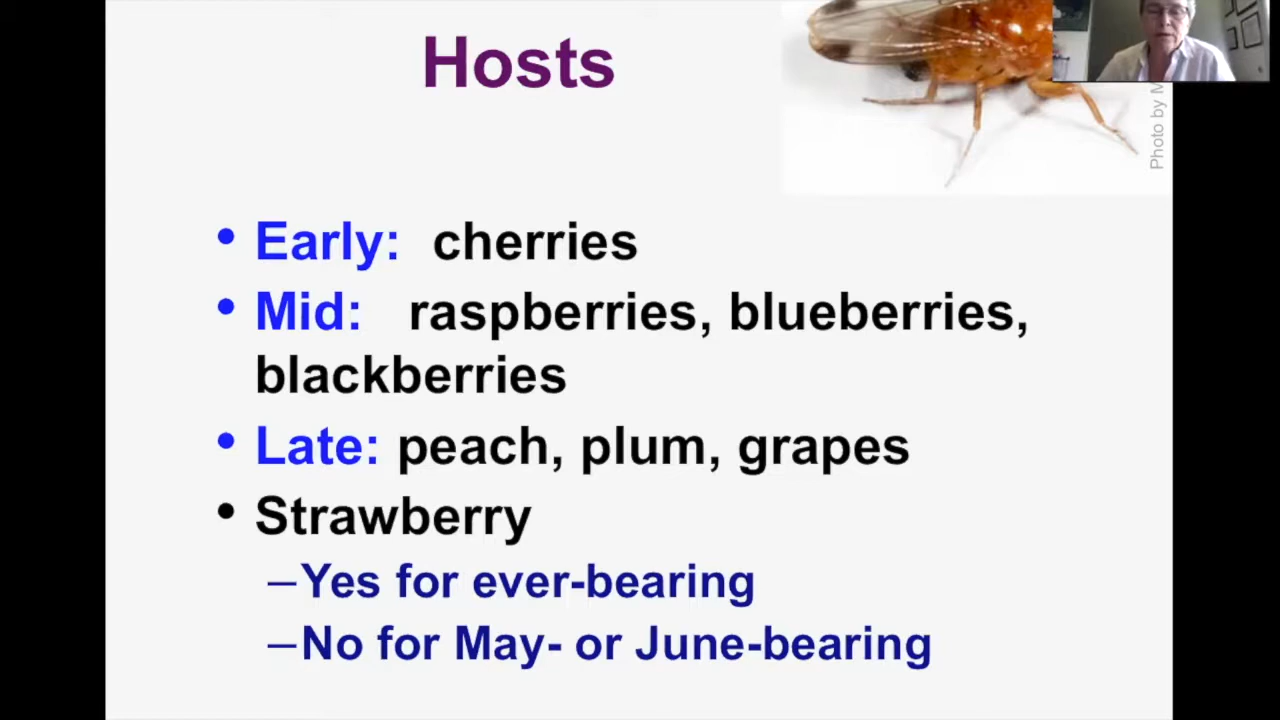 Hosts
Photo by
• Early: cherries
• Mid: raspberries, blueberries,
blackberries
• Late: peach, plum, grapes
• Strawberry
–Yes for ever-bearing
–No for May- or June-bearing